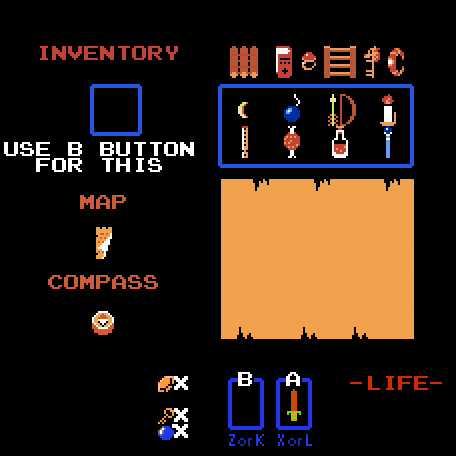 INVENTORY
USE B BUTTON
FOR THIS
MAP
COMPASS
X
X
X
B
A
-LIFE-
ZorK
XorL